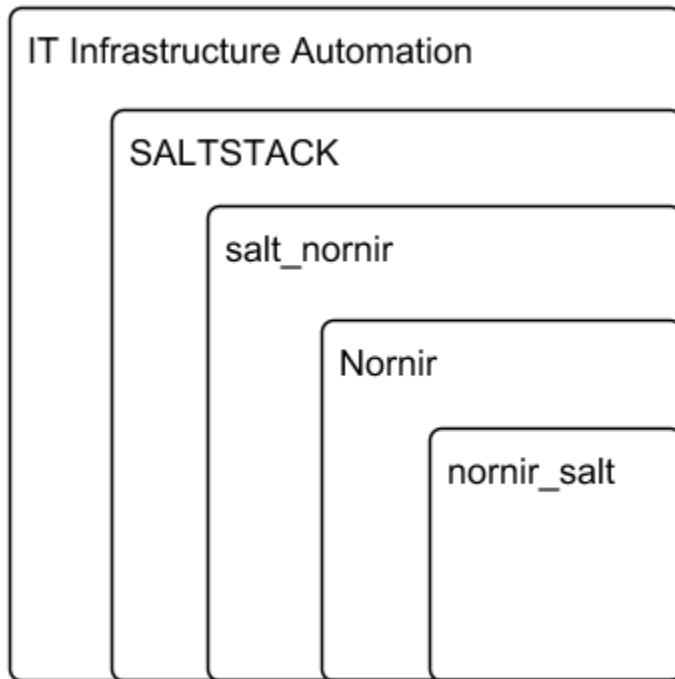 IT Infrastructure Automation
SALTSTACK
salt_nornir
Nornir
nornir_salt